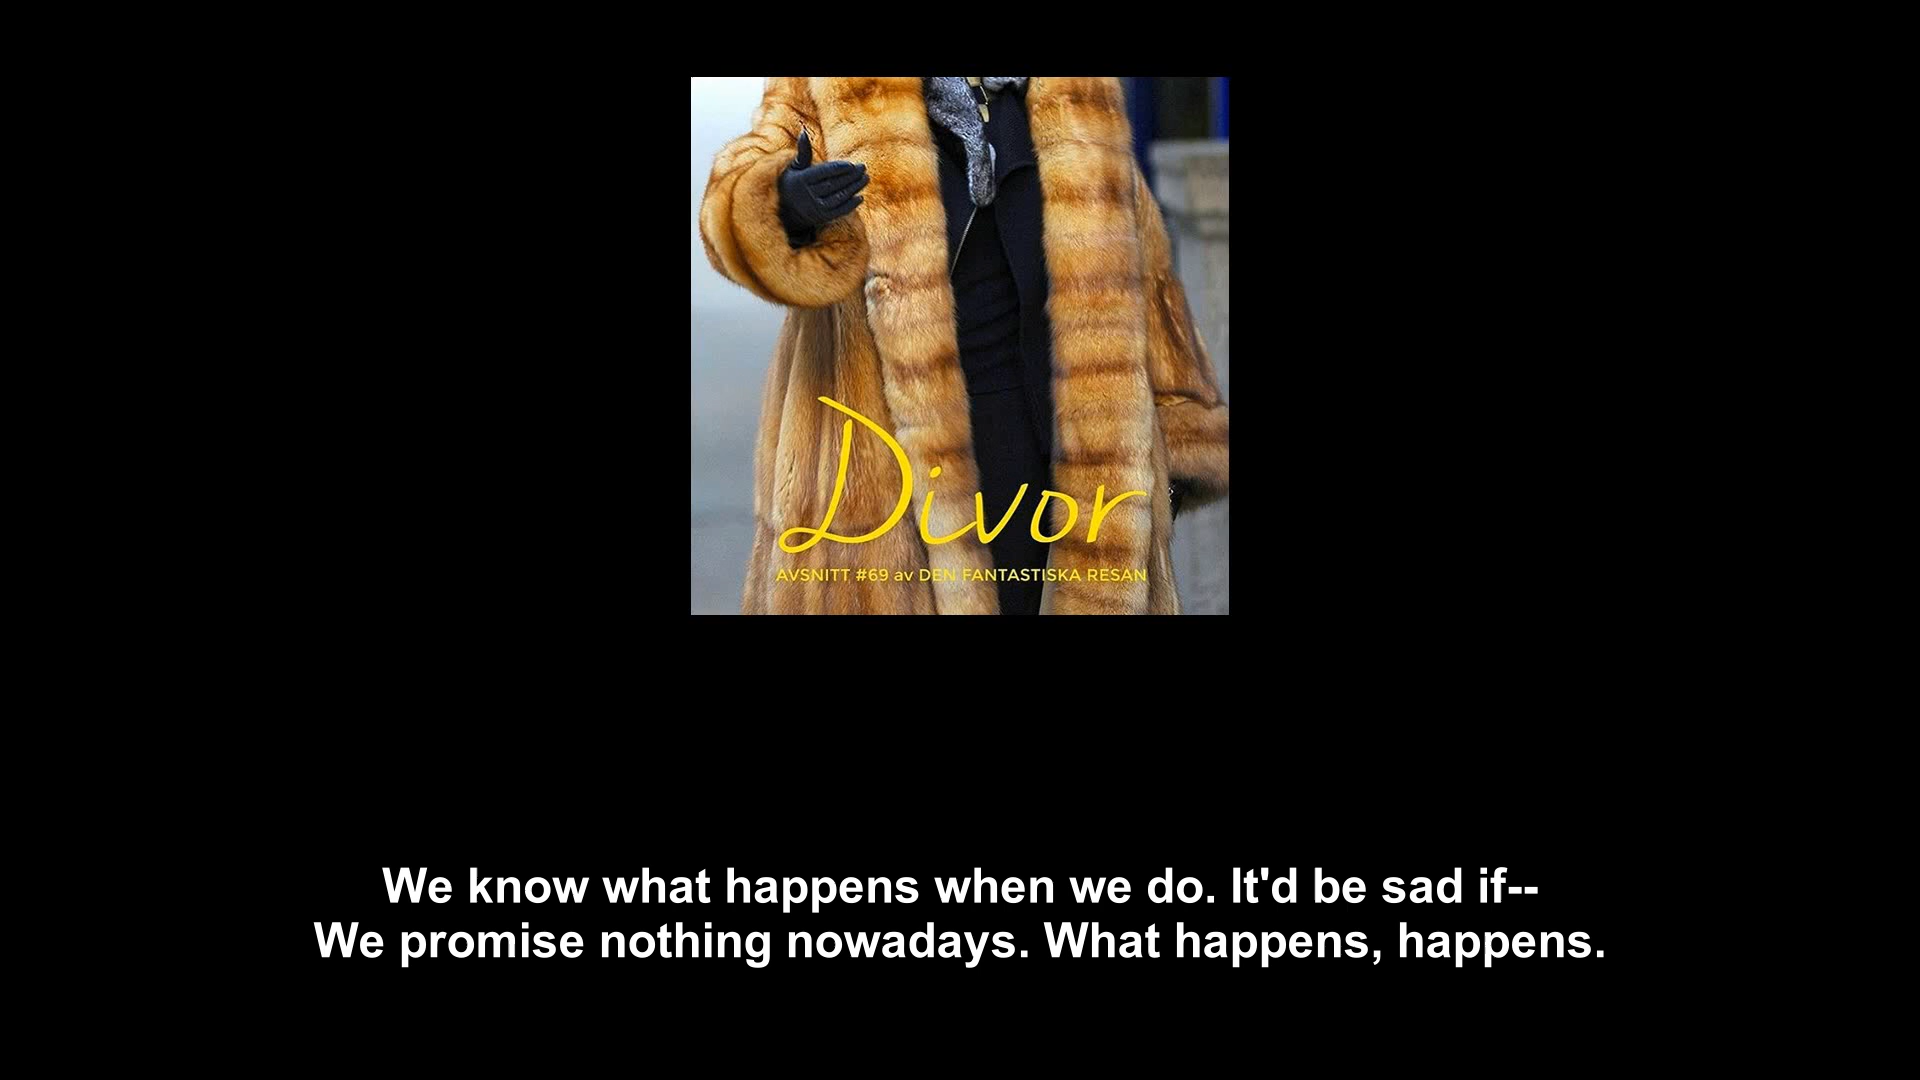 Divor
AVSNITT #69 av DEN FANTASTISKA RESAN
We know what happens when we do. It'd be sad if--
We promise nothing nowadays. What happens, happens.